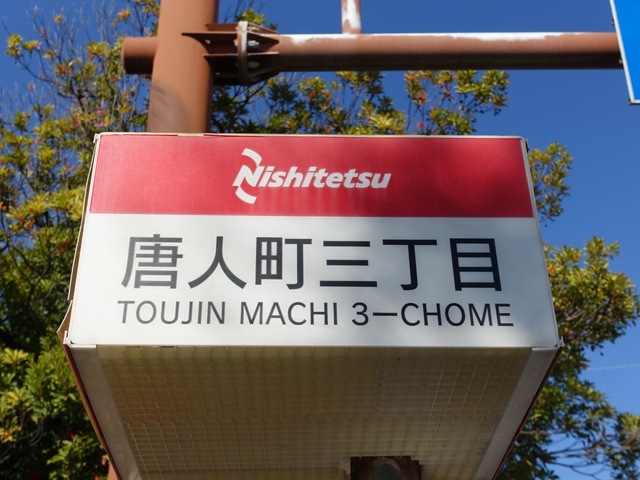 Nishitetsu
唐人町三丁目
TOUJIN MACHI 3－CHOME